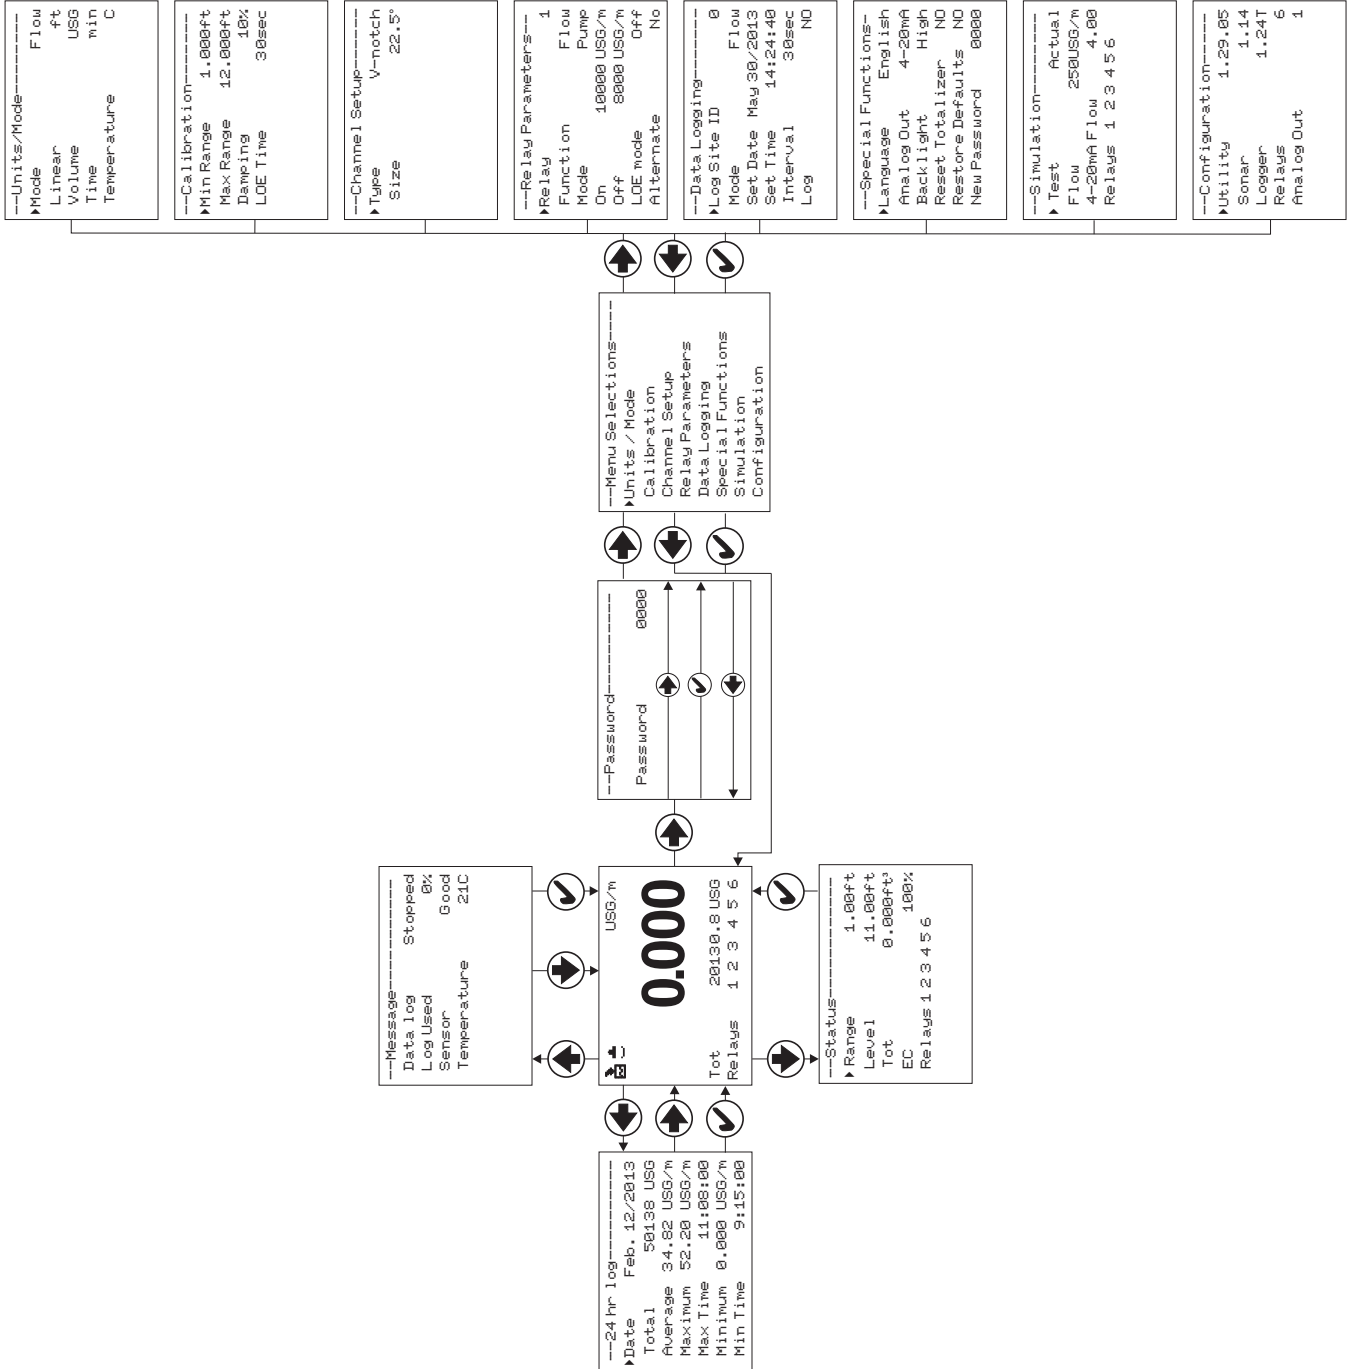 --Units/Mode---------
▸Mode Flow
Linear ft
Volume USG
Time min
Temperature C
--Calibration--------
▸Min Range 1.000ft
Max Range 12.000ft
Damping 10%
LOE Time 30sec
--Channel Setup------
▸Type V-notch
Size 22.5°
--Relay Parameters---
▸Relay 1
Function Flow
Mode Pump
On 10000 USG/m
Off 8000 USG/m
LOE mode Off
Alternate No
--Data Logging-------
▸Log Site ID 0
Mode Flow
Set Date May 30/2013
Set Time 14:24:40
Interval 30sec
Log NO
--Special Functions-
▸Language English
Analog Out 4-20mA
Backlight High
Reset Totalizer NO
Restore Defaults NO
New Password 0000
--Simulation---------
▸Test Actual
Flow 250USG/m
4-20mA Flow 4.00
Relays 1 2 3 4 5 6
--Configuration------
▸Utility 1.29.05
Sonar 1.14
Logger 1.24T
Relays 6
Analog Out 1
--Menu Selections-----
▸Units / Mode
Calibration
Channel Setup
Relay Parameters
Data Logging
Special Functions
Simulation
Configuration
--Password------------
Password 0000
--Message------------
Data log Stopped
Log Used 0%
Sensor Good
Temperature 21C
USG/m
0.000
Tot 20130.8 USG
Relays 1 2 3 4 5 6
--Status-------------
▸Range 1.00ft
Level 11.00ft
Tot 0.000ft³
EC 100%
Relays 1 2 3 4 5 6
--24 hr log----------
▸Date Feb. 12/2013
Total 50138 USG
Average 34.82 USG/m
Maximum 52.20 USG/m
Max Time 11:08:00
Minimum 0.000 USG/m
Min Time 9:15:00